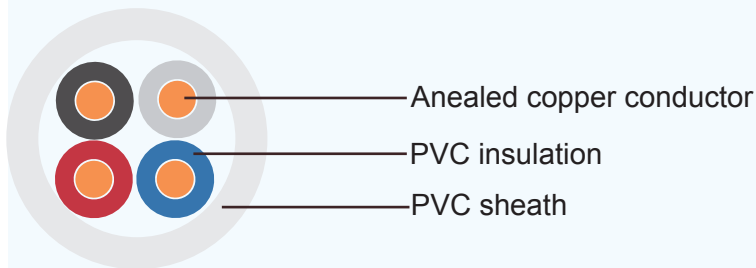 Anealed copper conductor
PVC insulation
PVC sheath